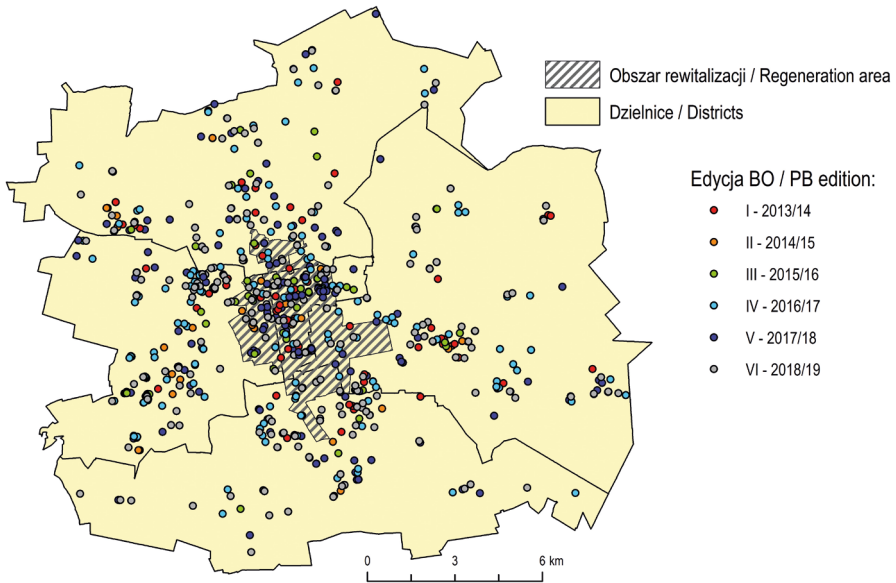 Obszar rewitalizacji / Regeneration area
Dzielnice / Districts
Edycja BO / PB edition:
I - 2013/14
II - 2014/15
III - 2015/16
IV - 2016/17
V - 2017/18
VI - 2018/19
0 3 6 km